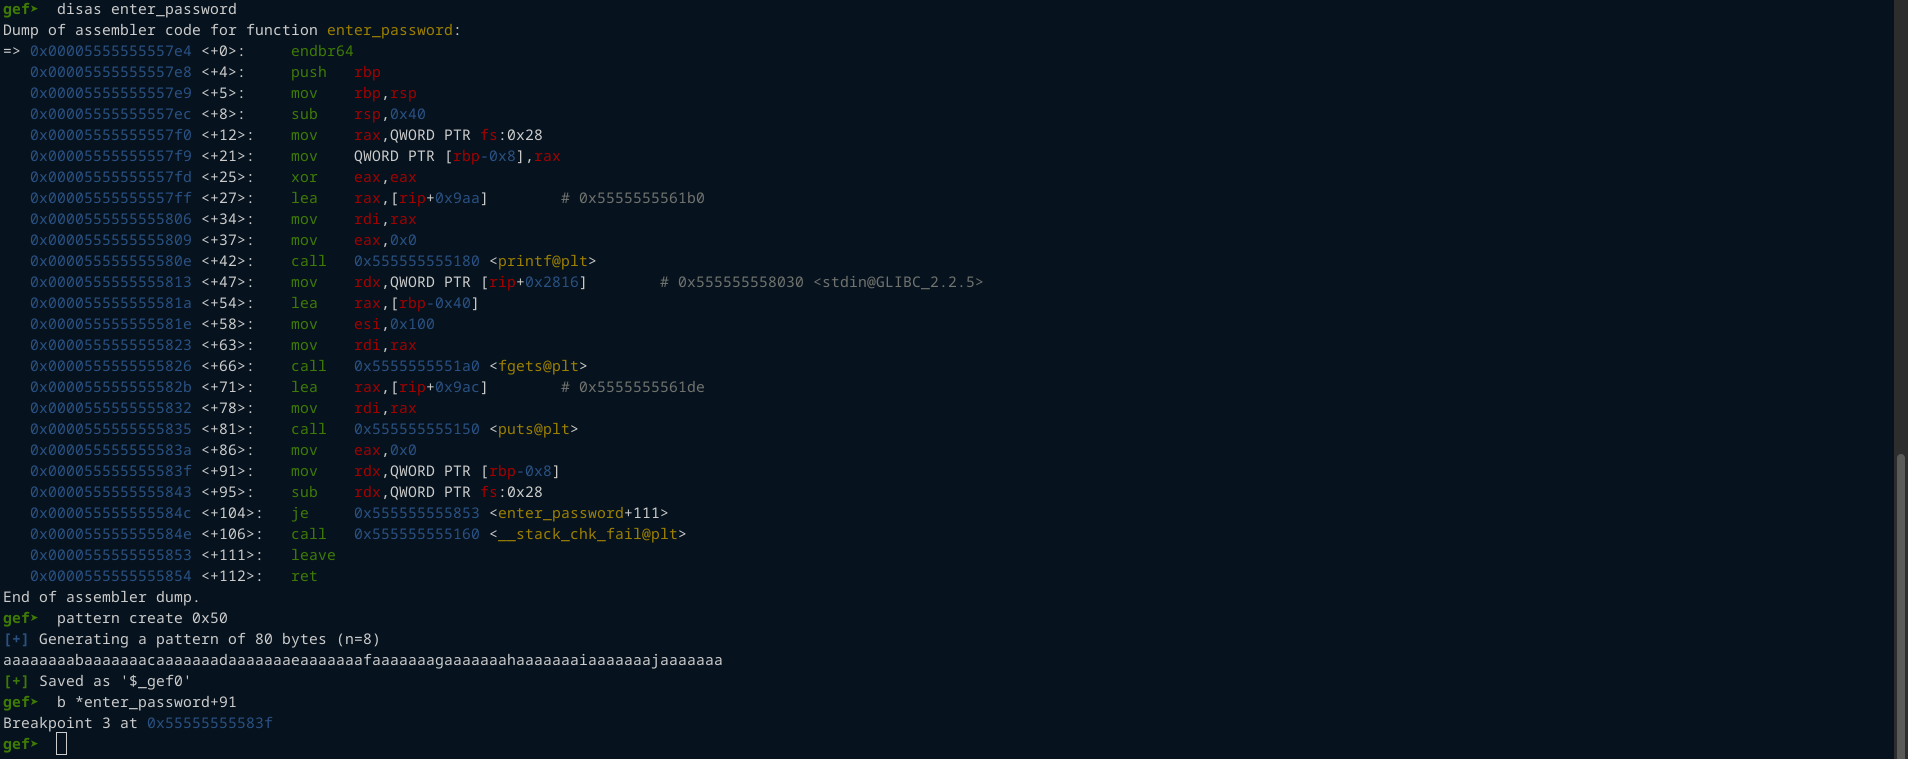 gef➤  disas enter_password
Dump of assembler code for function enter_password:
=> 0x00005555555557e4 <+0>:     endbr64
   0x00005555555557e8 <+4>:     push   rbp
   0x00005555555557e9 <+5>:     mov    rbp,rsp
   0x00005555555557ec <+8>:     sub    rsp,0x40
   0x00005555555557f0 <+12>:    mov    rax,QWORD PTR fs:0x28
   0x00005555555557f9 <+21>:    mov    QWORD PTR [rbp-0x8],rax
   0x00005555555557fd <+25>:    xor    eax,eax
   0x00005555555557ff <+27>:    lea    rax,[rip+0x9aa]        # 0x5555555561b0
   0x0000555555555806 <+34>:    mov    rdi,rax
   0x0000555555555809 <+37>:    mov    eax,0x0
   0x000055555555580e <+42>:    call   0x555555555180 <printf@plt>
   0x0000555555555813 <+47>:    mov    rdx,QWORD PTR [rip+0x2816]        # 0x555555558030 <stdin@GLIBC_2.2.5>
   0x000055555555581a <+54>:    lea    rax,[rbp-0x40]
   0x000055555555581e <+58>:    mov    esi,0x100
   0x0000555555555823 <+63>:    mov    rdi,rax
   0x0000555555555826 <+66>:    call   0x5555555551a0 <fgets@plt>
   0x000055555555582b <+71>:    lea    rax,[rip+0x9ac]        # 0x5555555561de
   0x0000555555555832 <+78>:    mov    rdi,rax
   0x0000555555555835 <+81>:    call   0x555555555150 <puts@plt>
   0x000055555555583a <+86>:    mov    eax,0x0
   0x000055555555583f <+91>:    mov    rdx,QWORD PTR [rbp-0x8]
   0x0000555555555843 <+95>:    sub    rdx,QWORD PTR fs:0x28
   0x000055555555584c <+104>:   je     0x555555555853 <enter_password+111>
   0x000055555555584e <+106>:   call   0x555555555160 <__stack_chk_fail@plt>
   0x0000555555555853 <+111>:   leave
   0x0000555555555854 <+112>:   ret
End of assembler dump.
gef➤  pattern create 0x50
[+] Generating a pattern of 80 bytes (n=8)
aaaaaaaabaaaaaaacaaaaaaadaaaaaaaeaaaaaaafaaaaaaagaaaaaaahaaaaaaaiaaaaaaajaaaaaaa
[+] Saved as '$_gef0'
gef➤  b *enter_password+91
Breakpoint 3 at 0x55555555583f
gef➤